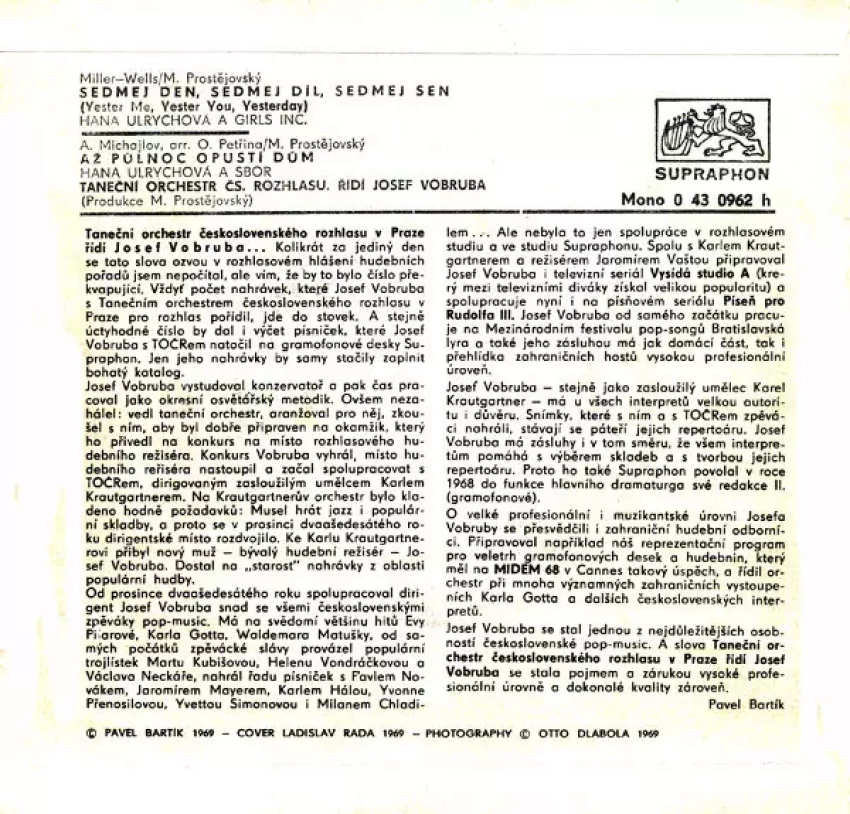 Miller–Wells/M. Prostějovský
SEDMEJ DEN, SEDMEJ DÍL, SEDMEJ SEN
(Yester Me, Yester You, Yesterday)
HANA ULRYCHOVÁ A GIRLS INC.
A. Michajlov, arr. O. Petřina/M. Prostějovský
AŽ PŮLNOC OPUSTÍ DŮM
HANA ULRYCHOVÁ A SBOR
TANEČNÍ ORCHESTR ČS. ROZHLASU. ŘÍDÍ JOSEF VOBRUBA
(Produkce M. Prostějovský)
SUPRAPHON
Mono 0 43 0962 h
Taneční orchestr československého rozhlasu v Praze
řídí Josef Vobruba... Kolikrát za jediný den
se tato slova ozvou v rozhlasovém hlášení hudebních
pořadů jsem nepočítal, ale vím, že by to bylo číslo pře-
kvapující. Vždyť počet nahrávek, které Josef Vobruba
s Tanečním orchestrem československého rozhlasu v
Praze pro rozhlas pořídil, jde do stovek. A stejně
úctyhodné číslo by dal i výčet písniček, které Josef
Vobruba s TOČRem natočil na gramofonové desky Su-
praphon. Jen jeho nahrávky by samy stačily zaplnit
bohatý katalog.
Josef Vobruba vystudoval konzervatoř a pak čas pra-
coval jako okresní osvětářský metodik. Ovšem neza-
hálel: vedl taneční orchestr, aranžoval pro něj, zkou-
šel s ním, aby byl dobře připraven na okamžik, který
ho přivedl na konkurs na místo rozhlasového hu-
debního režiséra. Konkurs Vobruba vyhrál, místo hu-
debního reřiséra nastoupil a začal spolupracovat s
TOČRem, dirigovaným zasloužilým umělcem Karlem
Krautgartnerem. Na Krautgartnerův orchestr bylo kla-
deno hodně požadavků: Musel hrát jazz i populár-
ní skladby, a proto se v prosinci dvaašedesátého ro-
ku dirigentské místo rozdvojilo. Ke Karlu Krautgartne-
rovi přibyl nový muž – bývalý hudební režisér – Jo-
sef Vobruba. Dostal na „starost" nahrávky z oblasti
populární hudby.
Od prosince dvaašedesátého roku spolupracoval diri-
gent Josef Vobruba snad se všemi československými
zpěváky pop-music. Má na svědomí většinu hitů Evy
Pilarové, Karla Gotta, Waldemara Matušky, od sa-
mých počátků zpěvácké slávy provázel populární
trojlístek Martu Kubišovou, Helenu Vondráčkovou a
Václava Neckáře, nahrál řadu písniček s Pavlem No-
vákem, Jaromírem Mayerem, Karlem Hálou, Yvonne
Přenosilovou, Yvettou Simonovou i Milanem Chladi-
lem... Ale nebyla to jen spolupráce v rozhlasovém
studiu a ve studiu Supraphonu. Spolu s Karlem Kraut-
gartnerem a režisérem Jaromírem Vaštou připravoval
Josef Vobruba i televizní seriál Vysílá studio A (kte-
rý mezi televizními diváky získal velikou popularitu) a
spolupracuje nyní i na písňovém seriálu Píseň pro
Rudolfa III. Josef Vobruba od samého začátku pracu-
je na Mezinárodním festivalu pop-songů Bratislavská
lyra a také jeho zásluhou má jak domácí část, tak i
přehlídka zahraničních hostů vysokou profesionální
úroveň.
Josef Vobruba – stejně jako zasloužilý umělec Karel
Krautgartner – má u všech interpretů velkou autori-
tu i důvěru. Snímky, které s ním a s TOČRem zpěvá-
ci nahráli, stávají se páteří jejich repertoáru. Josef
Vobruba má zásluhy i v tom směru, že všem interpre-
tům pomáhá s výběrem skladeb a s tvorbou jejich
repertoáru. Proto ho také Supraphon povolal v roce
1968 do funkce hlavního dramaturga své redakce II.
(gramofonové).
O velké profesionální i muzikantské úrovni Josefa
Vobruby se přesvědčili i zahraniční hudební odborní-
ci. Připravoval například náš reprezentační program
pro veletrh gramofonových desek a hudebnin, který
měl na MIDEM 68 v Cannes takový úspěch, a řídil or-
chestr při mnoha významných zahraničních vystoupe-
ních Karla Gotta a dalších československých inter-
pretů.
Josef Vobruba se stal jednou z nejdůležitějších osob-
ností československé pop-music. A slova Taneční or-
chestr československého rozhlasu v Praze řídí Josef
Vobruba se stala pojmem a zárukou vysoké profe-
sionální úrovně a dokonalé kvality zároveň.
Pavel Bartík
© PAVEL BARTÍK 1969 – COVER LADISLAV RADA 1969 – PHOTOGRAPHY © OTTO DLABOLA 1969